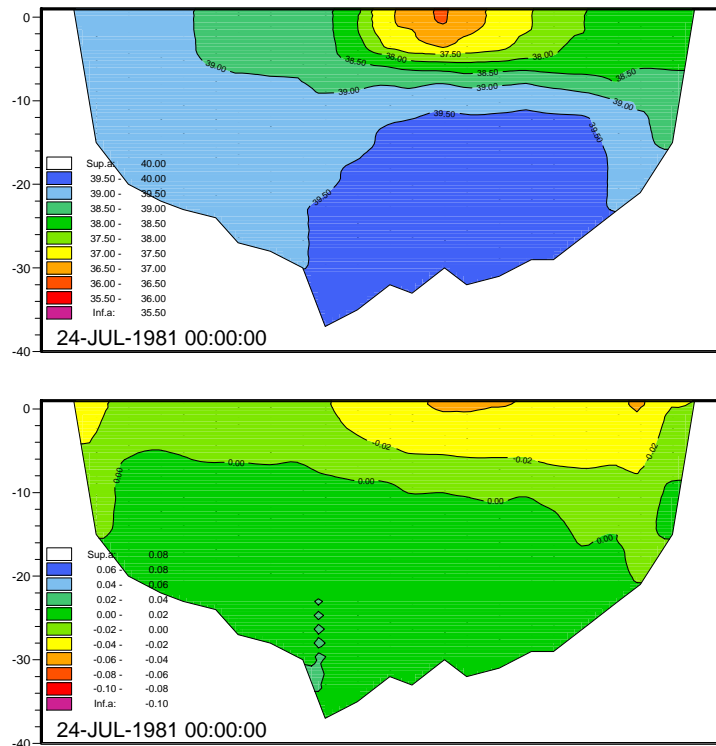 0
-10
-20
-30
-40
39.00
38.50
38.00
37.50
38.00
38.50
38.50
39.00
39.00
39.00
39.50
39.50
39.50
Sup.a: 40.00
39.50 - 40.00
39.00 - 39.50
38.50 - 39.00
38.00 - 38.50
37.50 - 38.00
37.00 - 37.50
36.50 - 37.00
36.00 - 36.50
35.50 - 36.00
Inf.a: 35.50
24-JUL-1981 00:00:00
0
-10
-20
-30
-40
-0.02
-0.02
-0.02
0.00
0.00
0.00
0.00
0.00
Sup.a: 0.08
0.06 - 0.08
0.04 - 0.06
0.02 - 0.04
0.00 - 0.02
-0.02 - 0.00
-0.04 - -0.02
-0.06 - -0.04
-0.08 - -0.06
-0.10 - -0.08
Inf.a: -0.10
24-JUL-1981 00:00:00